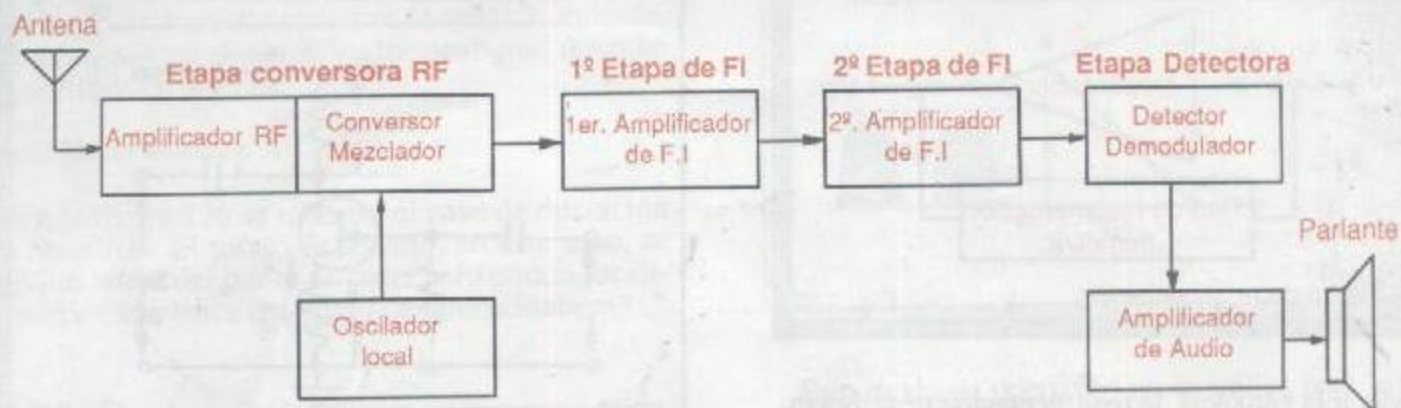 Antena
Etapa conversora RF
1º Etapa de FI
2º Etapa de FI
Etapa Detectora
Amplificador RF
Conversor
Mezclador
1er. Amplificador
de F.I
2º. Amplificador
de F.I
Detector
Demodulador
Parlante
Oscilador
local
Amplificador
de Audio